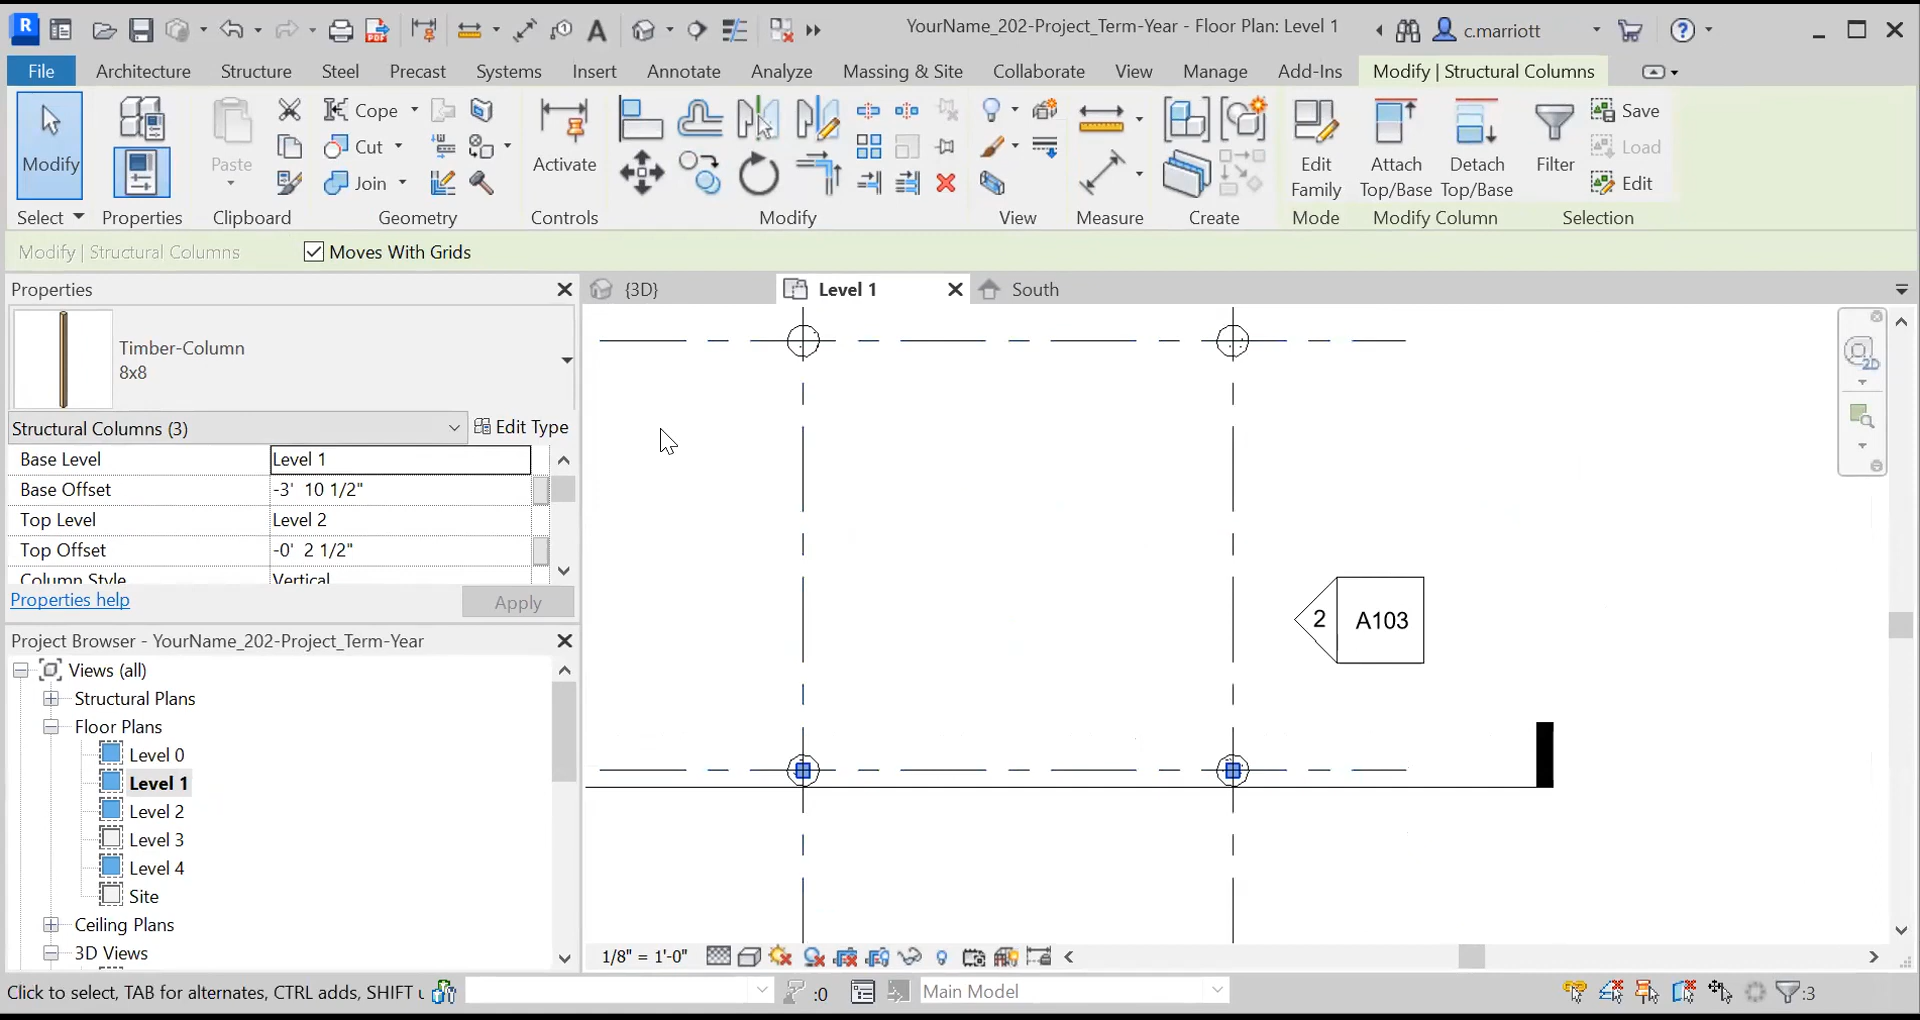 R
YourName_202-Project_Term-Year - Floor Plan: Level 1
c.marriott
File Architecture Structure Steel Precast Systems Insert Annotate Analyze Massing & Site Collaborate View Manage Add-Ins Modify | Structural Columns
Cope
Save
Paste
Cut
Load
Modify
Activate
Edit Family
Attach Top/Base
Detach Top/Base
Filter
Join
Edit
Select Properties Clipboard Geometry Controls Modify View Measure Create Mode Modify Column Selection
Modify | Structural Columns
Moves With Grids
Properties
{3D}
Level 1
South
Timber-Column
8x8
Structural Columns (3)
Edit Type
Base Level Level 1
Base Offset -3' 10 1/2"
Top Level Level 2
Top Offset -0' 2 1/2"
Column Style Vertical
Properties help
Apply
Project Browser - YourName_202-Project_Term-Year
Views (all)
Structural Plans
Floor Plans
Level 0
Level 1
Level 2
Level 3
Level 4
Site
Ceiling Plans
3D Views
2 A103
2D
1/8" = 1'-0"
Click to select, TAB for alternates, CTRL adds, SHIFT u
:0
Main Model
:3